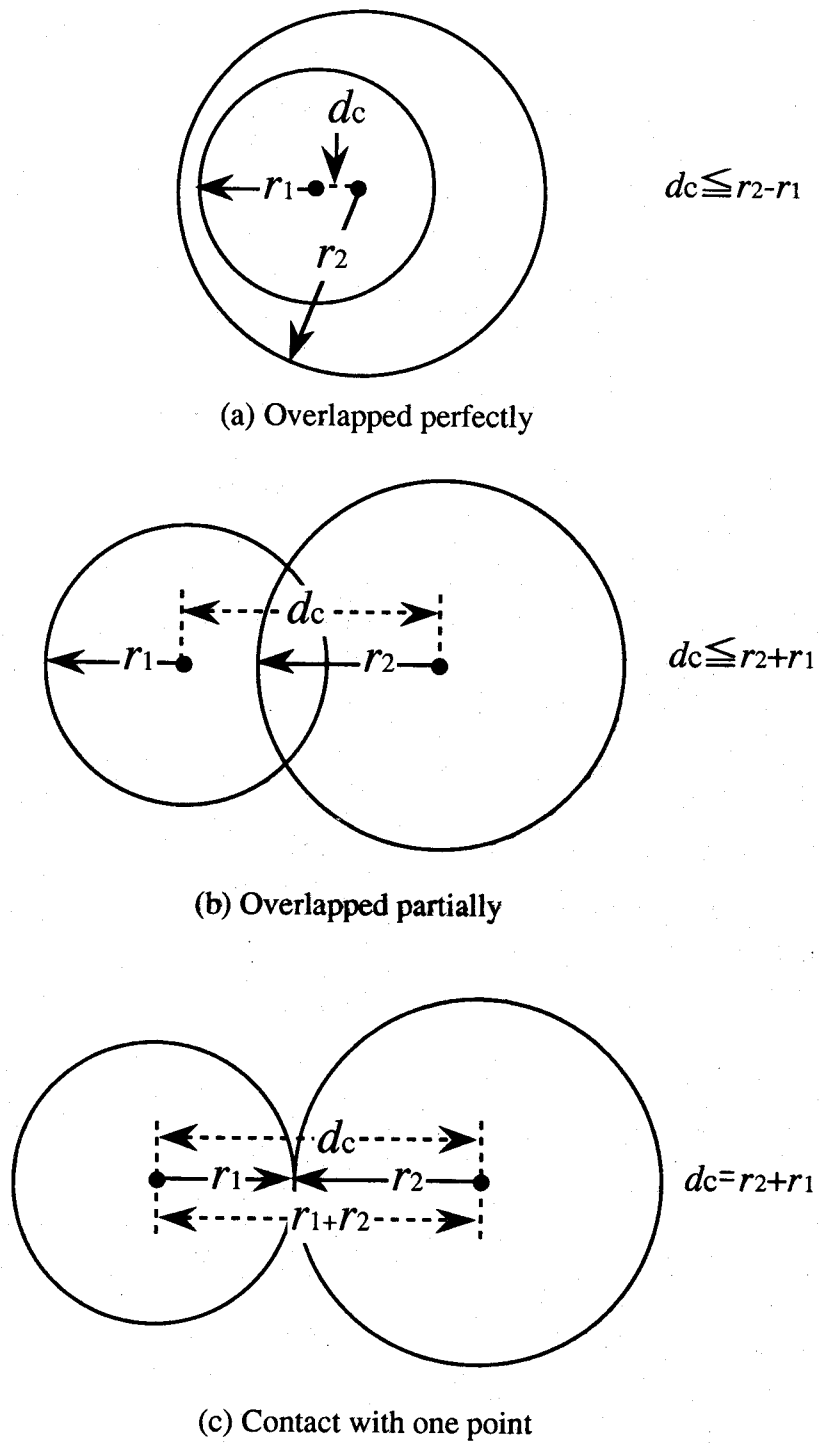 dc
r1
r2
dc≦r2-r1
(a) Overlapped perfectly
dc
r1
r2
dc≦r2+r1
(b) Overlapped partially
dc
r1
r2
dc=r2+r1
r1+r2
(c) Contact with one point